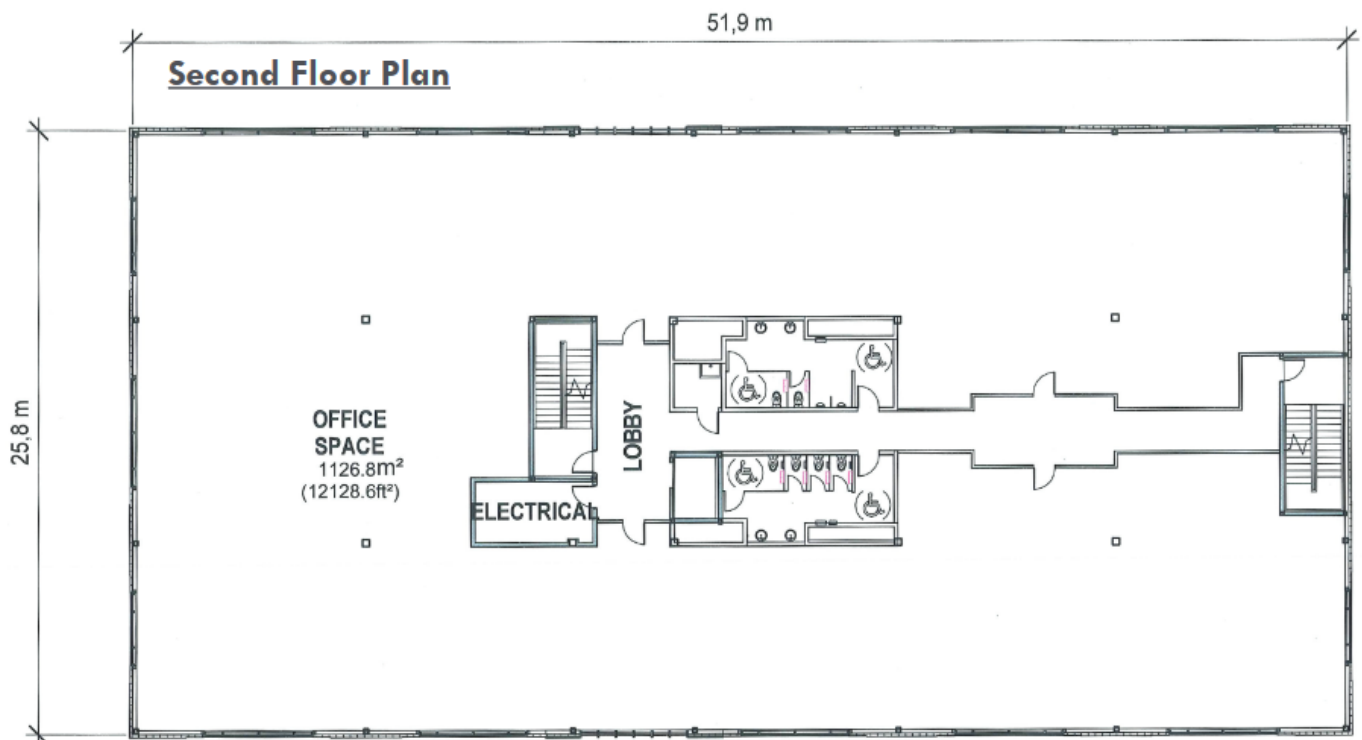 51,9 m
Second Floor Plan
25,8 m
OFFICE
SPACE
1126.8m²
(12128.6ft²)
LOBBY
ELECTRICAL